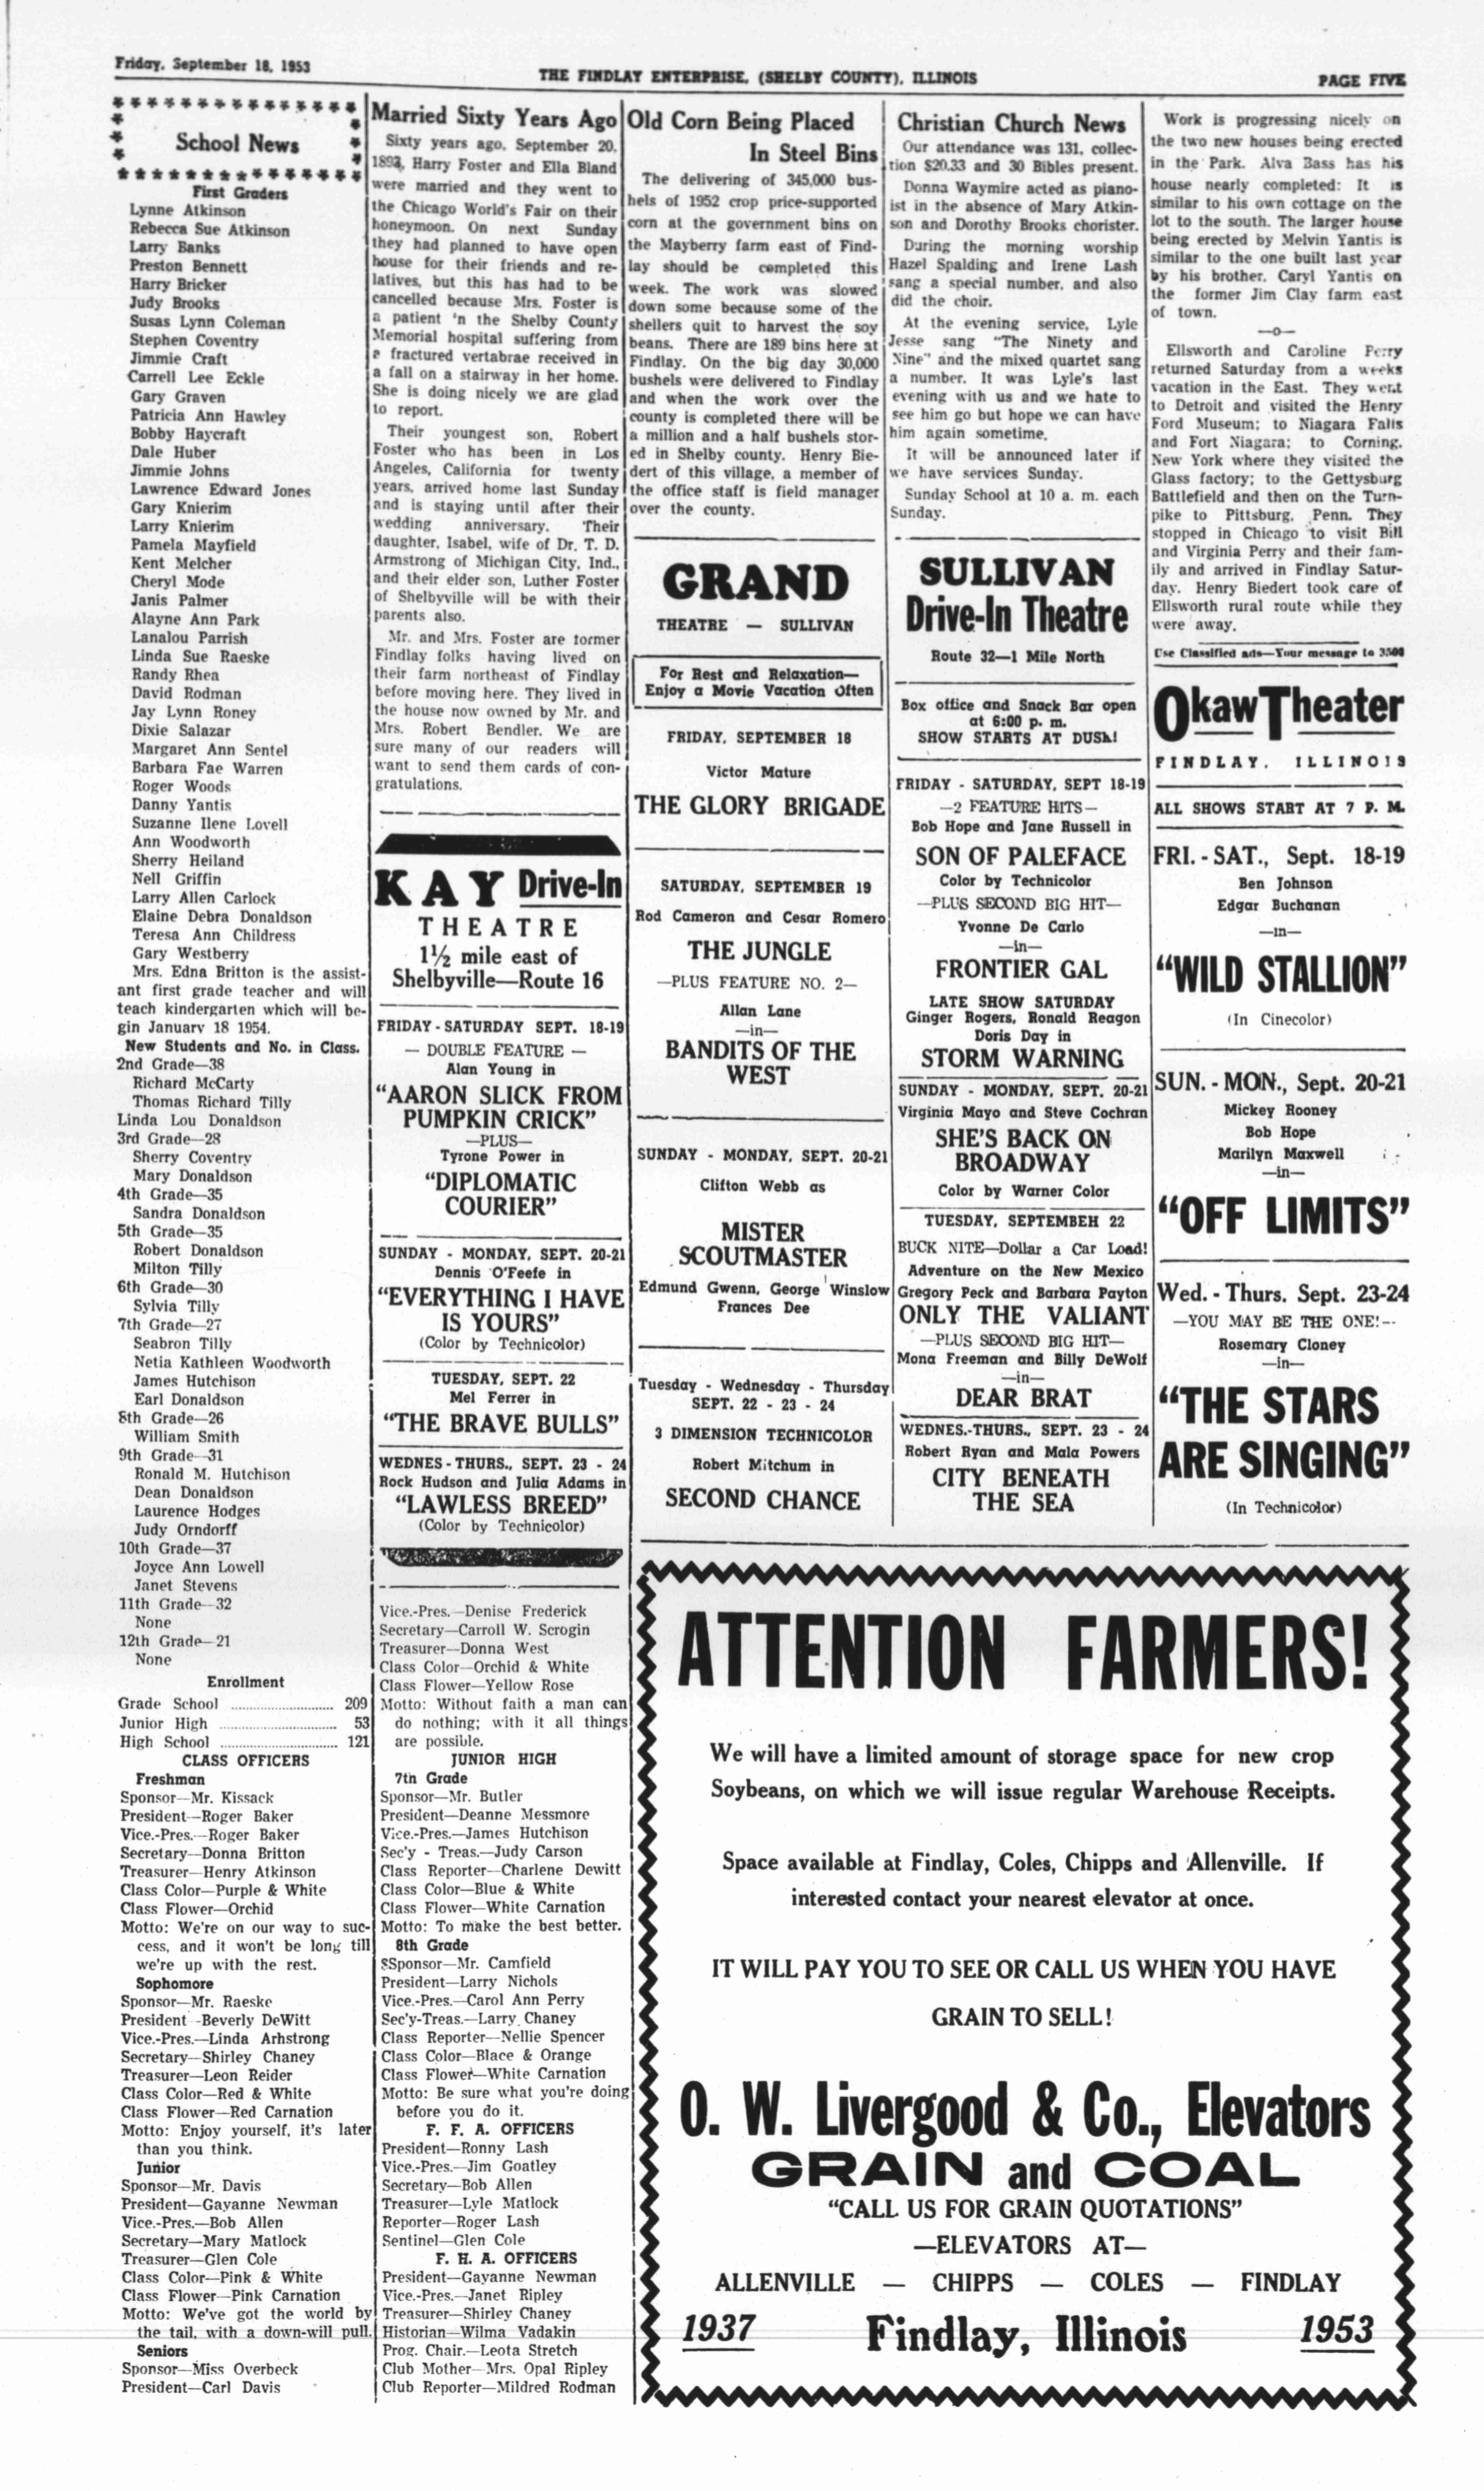 Friday, September 18, 1953
THE FINDLAY ENTERPRISE, (SHELBY COUNTY), ILLINOIS
PAGE FIVE
School News
First Graders
Lynne Atkinson
Rebecca Sue Atkinson
Larry Banks
Preston Bennett
Harry Bricker
Judy Brooks
Susas Lynn Coleman
Stephen Coventry
Jimmie Craft
Carrell Lee Eckle
Gary Graven
Patricia Ann Hawley
Bobby Haycraft
Dale Huber
Jimmie Johns
Lawrence Edward Jones
Gary Knierim
Larry Knierim
Pamela Mayfield
Kent Melcher
Cheryl Mode
Janis Palmer
Alayne Ann Park
Lanalou Parrish
Linda Sue Raeske
Randy Rhea
David Rodman
Jay Lynn Roney
Dixie Salazar
Margaret Ann Sentel
Barbara Fae Warren
Roger Woods
Danny Yantis
Suzanne Ilene Lovell
Ann Woodworth
Sherry Heiland
Nell Griffin
Larry Allen Carlock
Elaine Debra Donaldson
Teresa Ann Childress
Gary Westberry
Mrs. Edna Britton is the assist-
ant first grade teacher and will
teach kindergarten which will be-
gin January 18 1954.
New Students and No. in Class.
2nd Grade—38
Richard McCarty
Thomas Richard Tilly
Linda Lou Donaldson
3rd Grade—28
Sherry Coventry
Mary Donaldson
4th Grade—35
Sandra Donaldson
5th Grade—35
Robert Donaldson
Milton Tilly
6th Grade—30
Sylvia Tilly
7th Grade—27
Seabron Tilly
Netia Kathleen Woodworth
James Hutchison
Earl Donaldson
8th Grade—26
William Smith
9th Grade—31
Ronald M. Hutchison
Dean Donaldson
Laurence Hodges
Judy Orndorff
10th Grade—37
Joyce Ann Lowell
Janet Stevens
11th Grade—32
None
12th Grade—21
None
Enrollment
Grade School .......................... 209
Junior High .............................. 53
High School .............................. 121
CLASS OFFICERS
Freshman
Sponsor—Mr. Kissack
President—Roger Baker
Vice.-Pres.—Roger Baker
Secretary—Donna Britton
Treasurer—Henry Atkinson
Class Color—Purple & White
Class Flower—Orchid
Motto: We're on our way to suc-
cess, and it won't be long till
we're up with the rest.
Sophomore
Sponsor—Mr. Raeske
President -Beverly DeWitt
Vice.-Pres.—Linda Arhstrong
Secretary—Shirley Chaney
Treasurer—Leon Reider
Class Color—Red & White
Class Flower—Red Carnation
Motto: Enjoy yourself, it's later
than you think.
Junior
Sponsor—Mr. Davis
President—Gayanne Newman
Vice.-Pres.—Bob Allen
Secretary—Mary Matlock
Treasurer—Glen Cole
Class Color—Pink & White
Class Flower—Pink Carnation
Motto: We've got the world by
the tail, with a down-will pull.
Seniors
Sponsor—Miss Overbeck
President—Carl Davis
Married Sixty Years Ago
Sixty years ago, September 20,
1893, Harry Foster and Ella Bland
were married and they went to
the Chicago World's Fair on their
honeymoon. On next Sunday
they had planned to have open
house for their friends and re-
latives, but this has had to be
cancelled because Mrs. Foster is
a patient 'n the Shelby County
Memorial hospital suffering from
a fractured vertabrae received in
a fall on a stairway in her home.
She is doing nicely we are glad
to report.
Their youngest son, Robert
Foster who has been in Los
Angeles, California for twenty
years, arrived home last Sunday
and is staying until after their
wedding anniversary. Their
daughter, Isabel, wife of Dr. T. D.
Armstrong of Michigan City, Ind.,
and their elder son, Luther Foster
of Shelbyville will be with their
parents also.
Mr. and Mrs. Foster are former
Findlay folks having lived on
their farm northeast of Findlay
before moving here. They lived in
the house now owned by Mr. and
Mrs. Robert Bendler. We are
sure many of our readers will
want to send them cards of con-
gratulations.
KAY Drive-In
THEATRE
1½ mile east of
Shelbyville—Route 16
FRIDAY - SATURDAY SEPT. 18-19
— DOUBLE FEATURE —
Alan Young in
"AARON SLICK FROM
PUMPKIN CRICK"
—PLUS—
Tyrone Power in
"DIPLOMATIC
COURIER"
SUNDAY - MONDAY, SEPT. 20-21
Dennis O'Feefe in
"EVERYTHING I HAVE
IS YOURS"
(Color by Technicolor)
TUESDAY, SEPT. 22
Mel Ferrer in
"THE BRAVE BULLS"
WEDNES - THURS., SEPT. 23 - 24
Rock Hudson and Julia Adams in
"LAWLESS BREED"
(Color by Technicolor)
Vice.-Pres.—Denise Frederick
Secretary—Carroll W. Scrogin
Treasurer—Donna West
Class Color—Orchid & White
Class Flower—Yellow Rose
Motto: Without faith a man can
do nothing; with it all things
are possible.
JUNIOR HIGH
7th Grade
Sponsor—Mr. Butler
President—Deanne Messmore
Vice.-Pres.—James Hutchison
Sec'y - Treas.—Judy Carson
Class Reporter—Charlene Dewitt
Class Color—Blue & White
Class Flower—White Carnation
Motto: To make the best better.
8th Grade
SSponsor—Mr. Camfield
President—Larry Nichols
Vice.-Pres.—Carol Ann Perry
Sec'y-Treas.—Larry Chaney
Class Reporter—Nellie Spencer
Class Color—Blace & Orange
Class Flower—White Carnation
Motto: Be sure what you're doing
before you do it.
F. F. A. OFFICERS
President—Ronny Lash
Vice.-Pres.—Jim Goatley
Secretary—Bob Allen
Treasurer—Lyle Matlock
Reporter—Roger Lash
Sentinel—Glen Cole
F. H. A. OFFICERS
President—Gayanne Newman
Vice-Pres.—Janet Ripley
Treasurer—Shirley Chaney
Historian—Wilma Vadakin
Prog. Chair.—Leota Stretch
Club Mother—Mrs. Opal Ripley
Club Reporter—Mildred Rodman
Old Corn Being Placed
In Steel Bins
The delivering of 345,000 bus-
hels of 1952 crop price-supported
corn at the government bins on
the Mayberry farm east of Find-
lay should be completed this
week. The work was slowed
down some because some of the
shellers quit to harvest the soy
beans. There are 189 bins here at
Findlay. On the big day 30,000
bushels were delivered to Findlay
and when the work over the
county is completed there will be
a million and a half bushels stor-
ed in Shelby county. Henry Bie-
dert of this village, a member of
the office staff is field manager
over the county.
GRAND
THEATRE — SULLIVAN
For Rest and Relaxation—
Enjoy a Movie Vacation Often
FRIDAY, SEPTEMBER 18
Victor Mature
THE GLORY BRIGADE
SATURDAY, SEPTEMBER 19
Rod Cameron and Cesar Romero
THE JUNGLE
—PLUS FEATURE NO. 2—
Allan Lane
—in—
BANDITS OF THE
WEST
SUNDAY - MONDAY, SEPT. 20-21
Clifton Webb as
MISTER
SCOUTMASTER
Edmund Gwenn, George Winslow
Frances Dee
Tuesday - Wednesday - Thursday
SEPT. 22 - 23 - 24
3 DIMENSION TECHNICOLOR
Robert Mitchum in
SECOND CHANCE
Christian Church News
Our attendance was 131, collec-
tion $20.33 and 30 Bibles present.
Donna Waymire acted as piano-
ist in the absence of Mary Atkin-
son and Dorothy Brooks chorister.
During the morning worship
Hazel Spalding and Irene Lash
sang a special number, and also
did the choir.
At the evening service, Lyle
Jesse sang "The Ninety and
Nine" and the mixed quartet sang
a number. It was Lyle's last
evening with us and we hate to
see him go but hope we can have
him again sometime.
It will be announced later if
we have services Sunday.
Sunday School at 10 a. m. each
Sunday.
SULLIVAN
Drive-In Theatre
Route 32—1 Mile North
Box office and Snack Bar open
at 6:00 p. m.
SHOW STARTS AT DUSK!
FRIDAY - SATURDAY, SEPT 18-19
—2 FEATURE HITS—
Bob Hope and Jane Russell in
SON OF PALEFACE
Color by Technicolor
—PLUS SECOND BIG HIT—
Yvonne De Carlo
—in—
FRONTIER GAL
LATE SHOW SATURDAY
Ginger Rogers, Ronald Reagon
Doris Day in
STORM WARNING
SUNDAY - MONDAY, SEPT. 20-21
Virginia Mayo and Steve Cochran
SHE'S BACK ON
BROADWAY
Color by Warner Color
TUESDAY, SEPTEMBER 22
BUCK NITE—Dollar a Car Load!
Adventure on the New Mexico
Gregory Peck and Barbara Payton
ONLY THE VALIANT
—PLUS SECOND BIG HIT—
Mona Freeman and Billy DeWolf
—in—
DEAR BRAT
WEDNES.-THURS., SEPT. 23 - 24
Robert Ryan and Mala Powers
CITY BENEATH
THE SEA
Work is progressing nicely on
the two new houses being erected
in the Park. Alva Bass has his
house nearly completed: It is
similar to his own cottage on the
lot to the south. The larger house
being erected by Melvin Yantis is
similar to the one built last year
by his brother, Caryl Yantis on
the former Jim Clay farm east
of town.
—o—
Ellsworth and Caroline Perry
returned Saturday from a weeks
vacation in the East. They went
to Detroit and visited the Henry
Ford Museum; to Niagara Falls
and Fort Niagara; to Corning,
New York where they visited the
Glass factory; to the Gettysburg
Battlefield and then on the Turn-
pike to Pittsburg, Penn. They
stopped in Chicago to visit Bill
and Virginia Perry and their fam-
ily and arrived in Findlay Satur-
day. Henry Biedert took care of
Ellsworth rural route while they
were away.
Use Classified ads—Your message to 3500
Okaw Theater
FINDLAY, ILLINOIS
ALL SHOWS START AT 7 P. M.
FRI. - SAT., Sept. 18-19
Ben Johnson
Edgar Buchanan
—in—
"WILD STALLION"
(In Cinecolor)
SUN. - MON., Sept. 20-21
Mickey Rooney
Bob Hope
Marilyn Maxwell
—in—
"OFF LIMITS"
Wed. - Thurs. Sept. 23-24
—YOU MAY BE THE ONE!—
Rosemary Cloney
—in—
"THE STARS
ARE SINGING"
(In Technicolor)
ATTENTION FARMERS!
We will have a limited amount of storage space for new crop
Soybeans, on which we will issue regular Warehouse Receipts.
Space available at Findlay, Coles, Chipps and Allenville. If
interested contact your nearest elevator at once.
IT WILL PAY YOU TO SEE OR CALL US WHEN YOU HAVE
GRAIN TO SELL!
O. W. Livergood & Co., Elevators
GRAIN and COAL
"CALL US FOR GRAIN QUOTATIONS"
—ELEVATORS AT—
ALLENVILLE — CHIPPS — COLES — FINDLAY
1937 Findlay, Illinois 1953